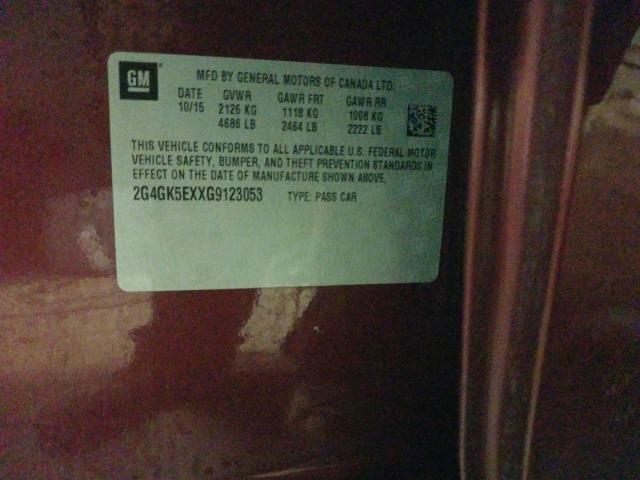 GM
MFD BY GENERAL MOTORS OF CANADA LTD.
DATE GVWR GAWR FRT GAWR RR
10/15 2126 KG 1118 KG 1008 KG
4686 LB 2464 LB 2222 LB
THIS VEHICLE CONFORMS TO ALL APPLICABLE U.S. FEDERAL MOTOR
VEHICLE SAFETY, BUMPER, AND THEFT PREVENTION STANDARDS IN
EFFECT ON THE DATE OF MANUFACTURE SHOWN ABOVE.
2G4GK5EXXG9123053 TYPE: PASS CAR